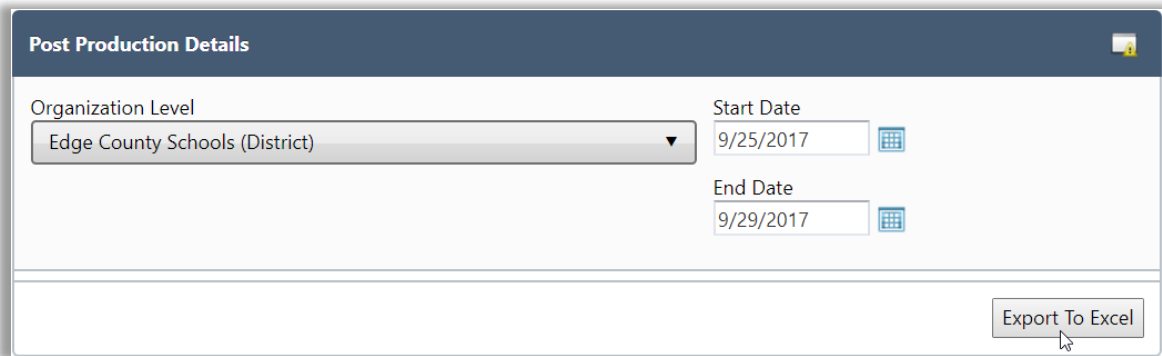 Post Production Details
Organization Level
Edge County Schools (District)
Start Date
9/25/2017
End Date
9/29/2017
Export To Excel